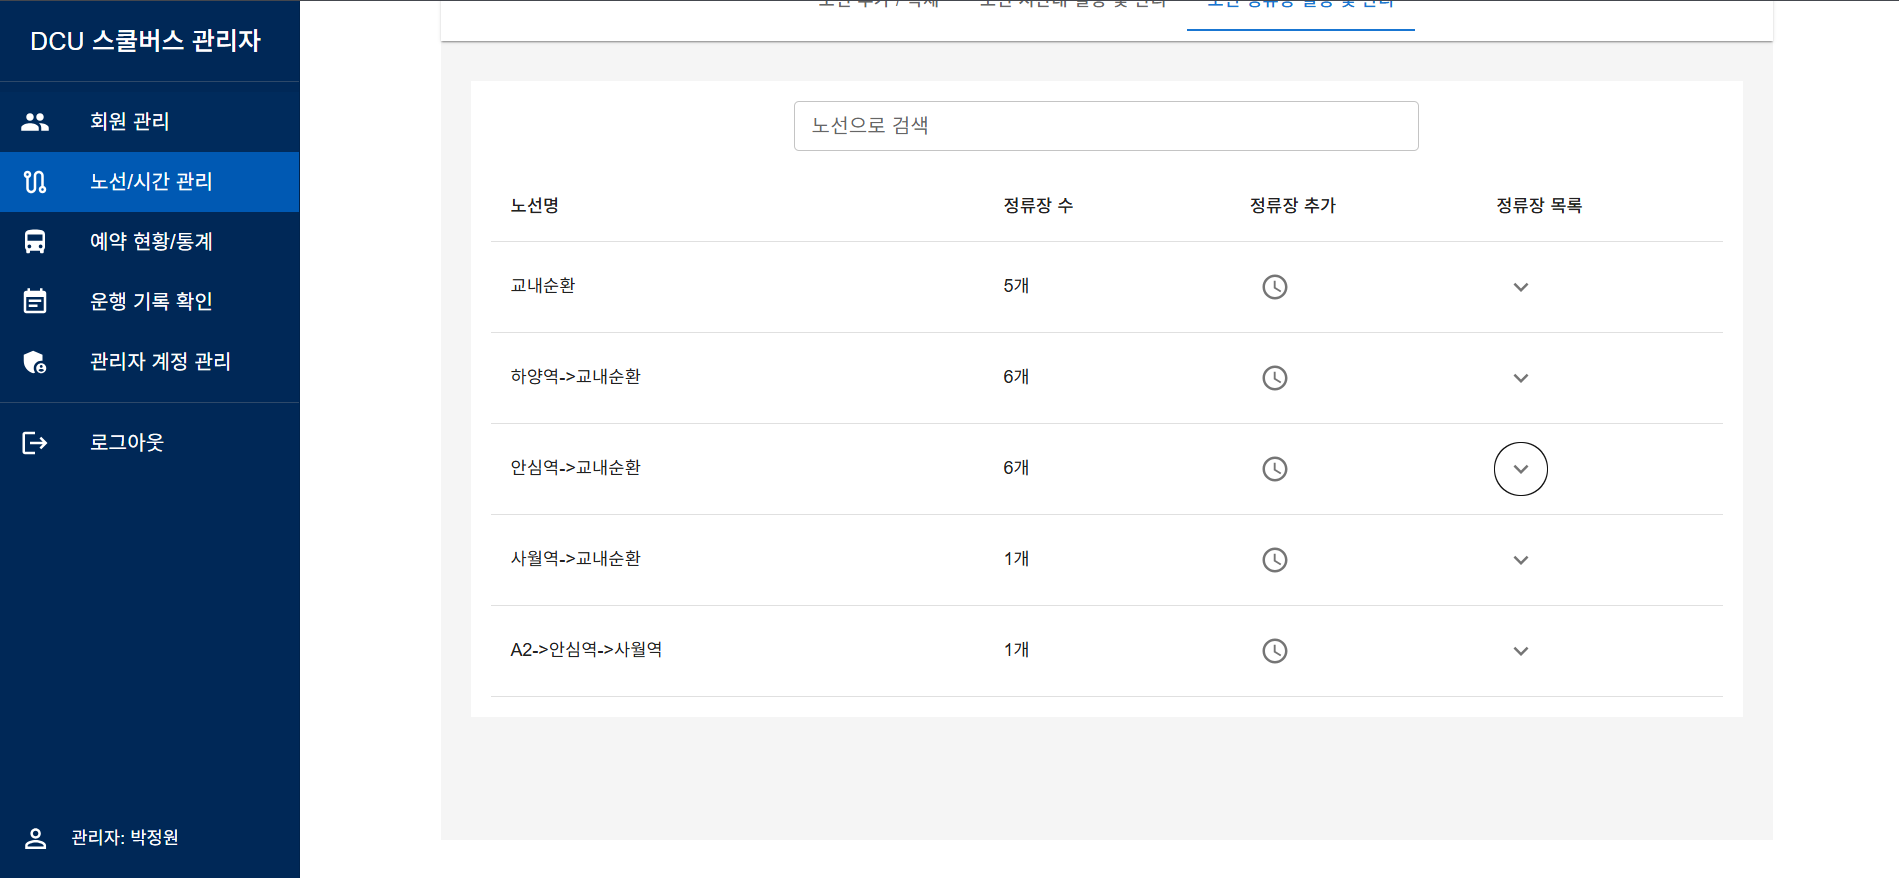 DCU 스쿨버스 관리자
회원 관리
노선/시간 관리
예약 현황/통계
운행 기록 확인
관리자 계정 관리
로그아웃
관리자: 박정원
노선으로 검색
노선명 정류장 수 정류장 추가 정류장 목록
교내순환 5개
하양역->교내순환 6개
안심역->교내순환 6개
사월역->교내순환 1개
A2->안심역->사월역 1개